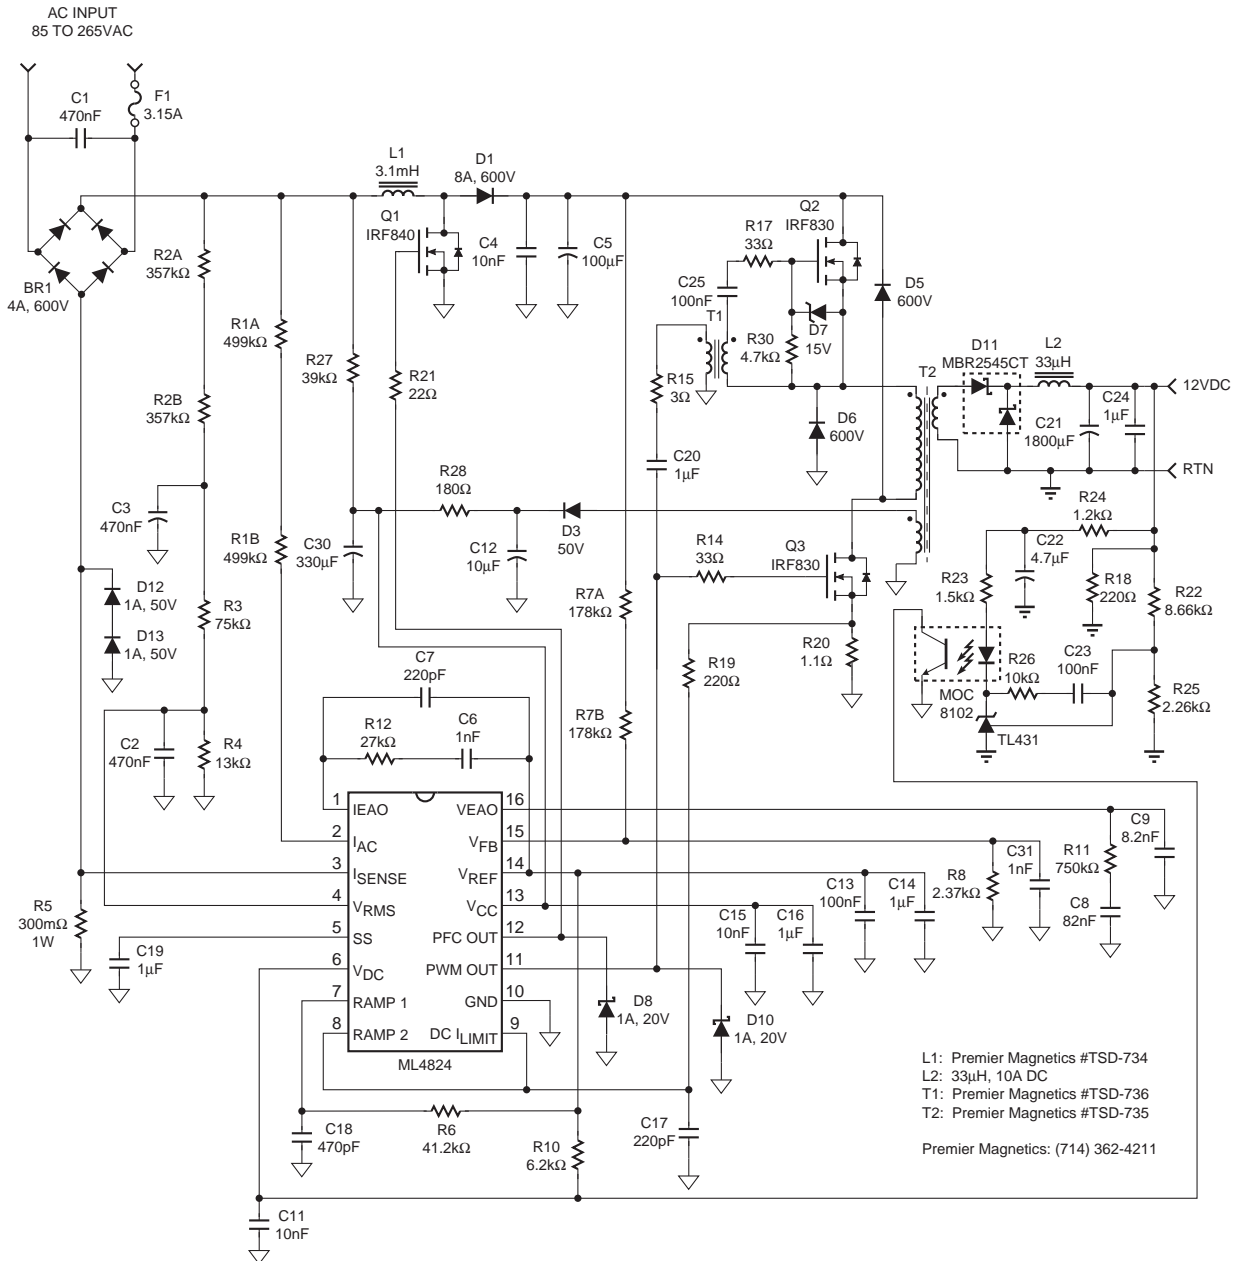 AC INPUT
85 TO 265VAC
C1
470nF
F1
3.15A
L1
3.1mH
D1
8A, 600V
Q1
IRF840
C4
10nF
C5
100µF
R17
33Ω
Q2
IRF830
C25
100nF
T1
D7
15V
R30
4.7kΩ
D5
600V
BR1
4A, 600V
R2A
357kΩ
R1A
499kΩ
R27
39kΩ
R21
22Ω
R15
3Ω
D6
600V
T2
D11
MBR2545CT
L2
33µH
12VDC
C21
1800µF
C24
1µF
RTN
R2B
357kΩ
C3
470nF
R1B
499kΩ
C30
330µF
R28
180Ω
C12
10µF
D3
50V
C20
1µF
R14
33Ω
Q3
IRF830
R24
1.2kΩ
C22
4.7µF
R23
1.5kΩ
R18
220Ω
R22
8.66kΩ
D12
1A, 50V
D13
1A, 50V
R3
75kΩ
R7A
178kΩ
R19
220Ω
R20
1.1Ω
MOC
8102
R26
10kΩ
C23
100nF
R25
2.26kΩ
TL431
C7
220pF
R12
27kΩ
C6
1nF
R7B
178kΩ
C2
470nF
R4
13kΩ
1 IEAO VEAO 16
2 IAC VFB 15
3 ISENSE VREF 14
4 VRMS VCC 13
5 SS PFC OUT 12
6 VDC PWM OUT 11
7 RAMP 1 GND 10
8 RAMP 2 DC ILIMIT 9
ML4824
R5
300mΩ
1W
C19
1µF
C15
10nF
C16
1µF
C13
100nF
C14
1µF
R8
2.37kΩ
C31
1nF
R11
750kΩ
C8
82nF
C9
8.2nF
D8
1A, 20V
D10
1A, 20V
C18
470pF
R6
41.2kΩ
R10
6.2kΩ
C17
220pF
C11
10nF
L1: Premier Magnetics #TSD-734
L2: 33µH, 10A DC
T1: Premier Magnetics #TSD-736
T2: Premier Magnetics #TSD-735
Premier Magnetics: (714) 362-4211